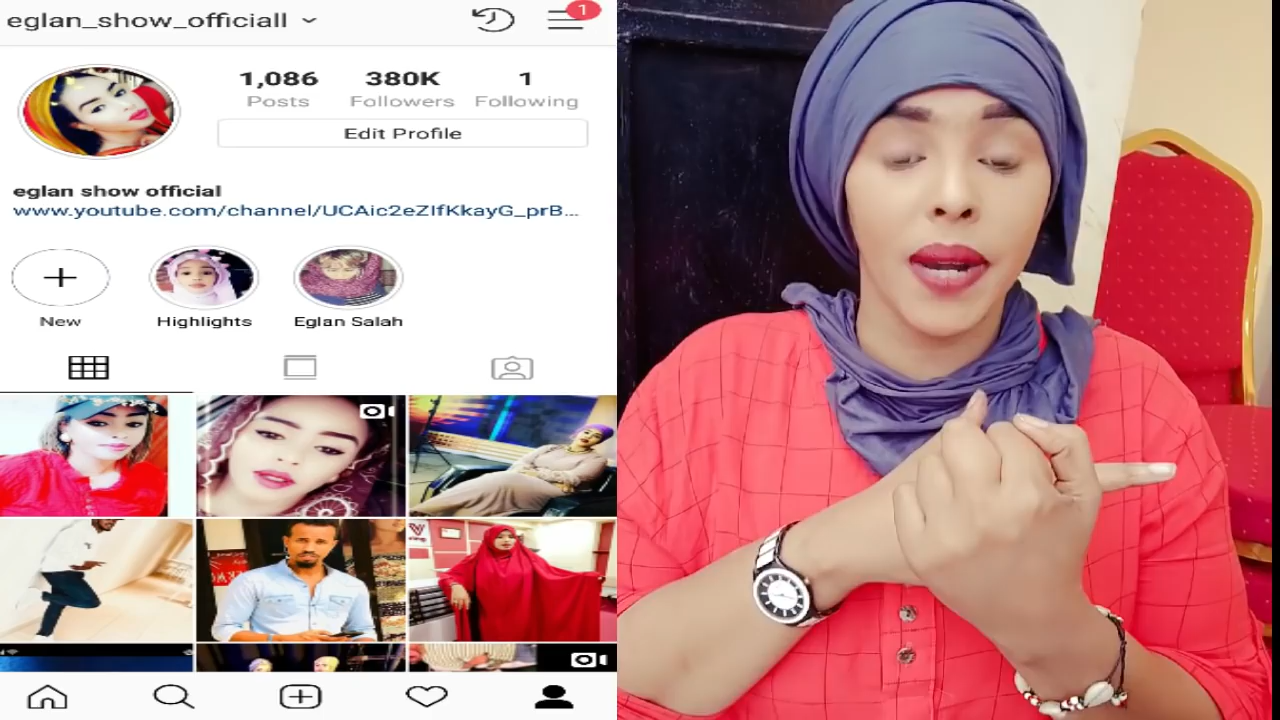 eglan_show_officiall
1
1,086 380K 1
Posts Followers Following
Edit Profile
eglan show official
www.youtube.com/channel/UCAic2eZIfKkayG_prB...
New Highlights Eglan Salah